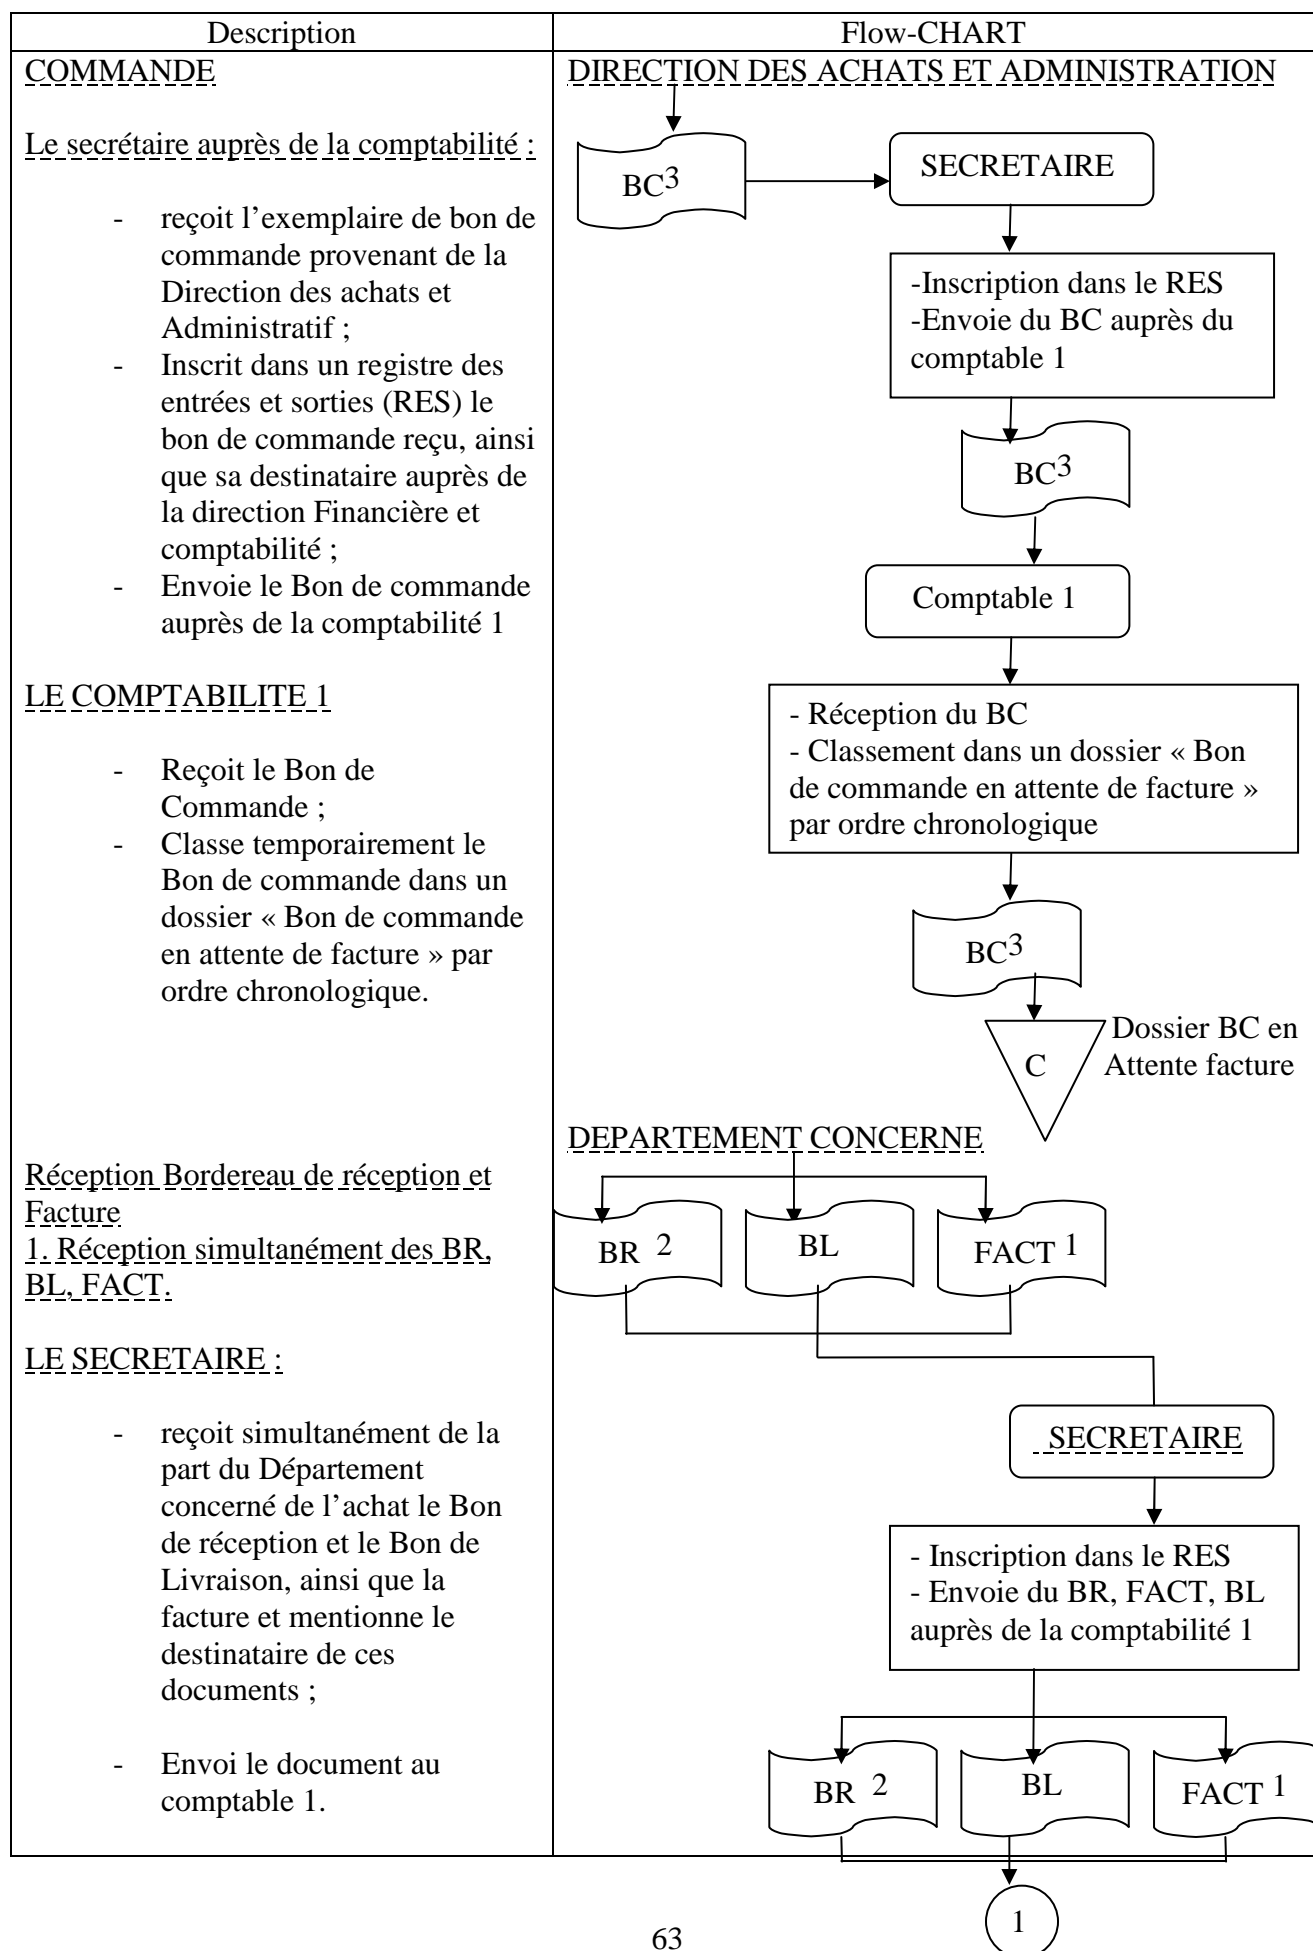 Description
Flow-CHART
COMMANDE
Le secrétaire auprès de la comptabilité :
- reçoit l’exemplaire de bon de
commande provenant de la
Direction des achats et
Administratif ;
- Inscrit dans un registre des
entrées et sorties (RES) le
bon de commande reçu, ainsi
que sa destinataire auprès de
la direction Financière et
comptabilité ;
- Envoie le Bon de commande
auprès de la comptabilité 1
LE COMPTABILITE 1
- Reçoit le Bon de
Commande ;
- Classe temporairement le
Bon de commande dans un
dossier « Bon de commande
en attente de facture » par
ordre chronologique.
Réception Bordereau de réception et
Facture
1. Réception simultanément des BR,
BL, FACT.
LE SECRETAIRE :
- reçoit simultanément de la
part du Département
concerné de l’achat le Bon
de réception et le Bon de
Livraison, ainsi que la
facture et mentionne le
destinataire de ces
documents ;
- Envoi le document au
comptable 1.
DIRECTION DES ACHATS ET ADMINISTRATION
BC3
SECRETAIRE
-Inscription dans le RES
-Envoie du BC auprès du
comptable 1
BC3
Comptable 1
- Réception du BC
- Classement dans un dossier « Bon
de commande en attente de facture »
par ordre chronologique
BC3
Dossier BC en
C
Attente facture
DEPARTEMENT CONCERNE
BR 2
BL
FACT 1
SECRETAIRE
- Inscription dans le RES
- Envoie du BR, FACT, BL
auprès de la comptabilité 1
BR 2
BL
FACT 1
1
63